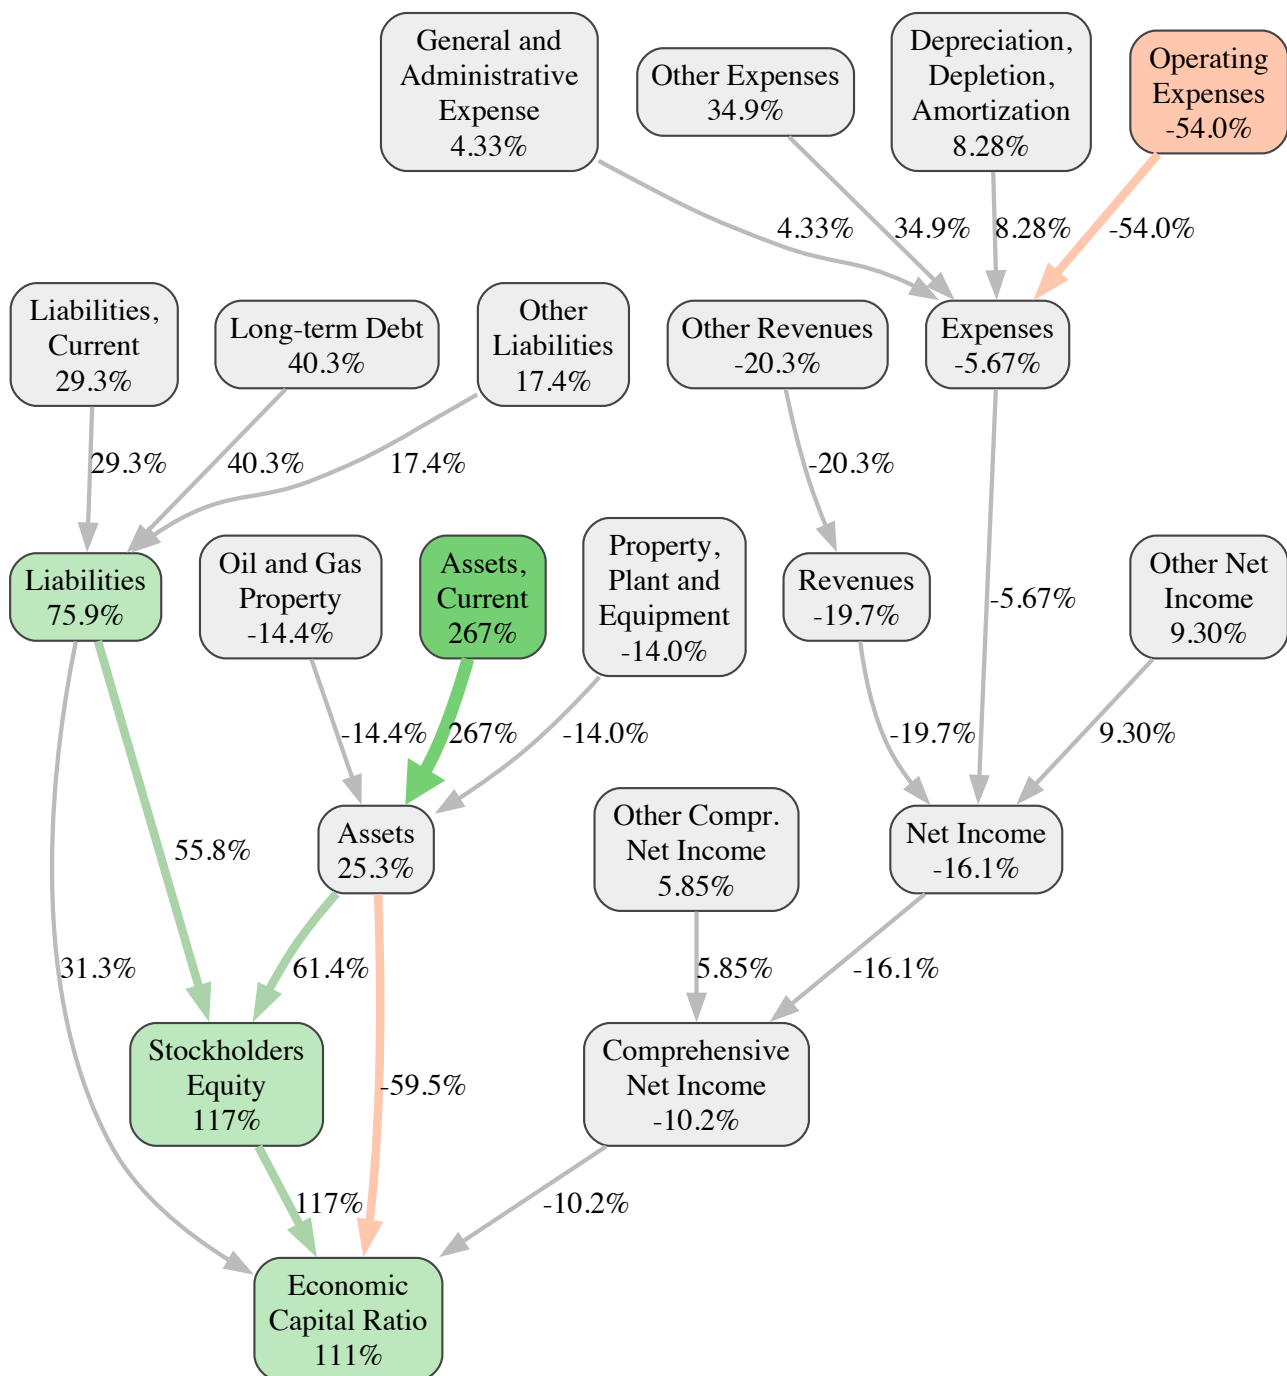 General and
Administrative
Expense
4.33%
Other Expenses
34.9%
Depreciation,
Depletion,
Amortization
8.28%
Operating
Expenses
-54.0%
4.33%
34.9%
8.28%
-54.0%
Liabilities,
Current
29.3%
Long-term Debt
40.3%
Other
Liabilities
17.4%
Other Revenues
-20.3%
Expenses
-5.67%
29.3%
40.3%
17.4%
-20.3%
Liabilities
75.9%
Oil and Gas
Property
-14.4%
Assets,
Current
267%
Property,
Plant and
Equipment
-14.0%
Revenues
-19.7%
-5.67%
Other Net
Income
9.30%
-14.4%
267%
-14.0%
-19.7%
9.30%
55.8%
Assets
25.3%
Other Compr.
Net Income
5.85%
Net Income
-16.1%
31.3%
61.4%
5.85%
-16.1%
Stockholders
Equity
117%
-59.5%
Comprehensive
Net Income
-10.2%
117%
-10.2%
Economic
Capital Ratio
111%